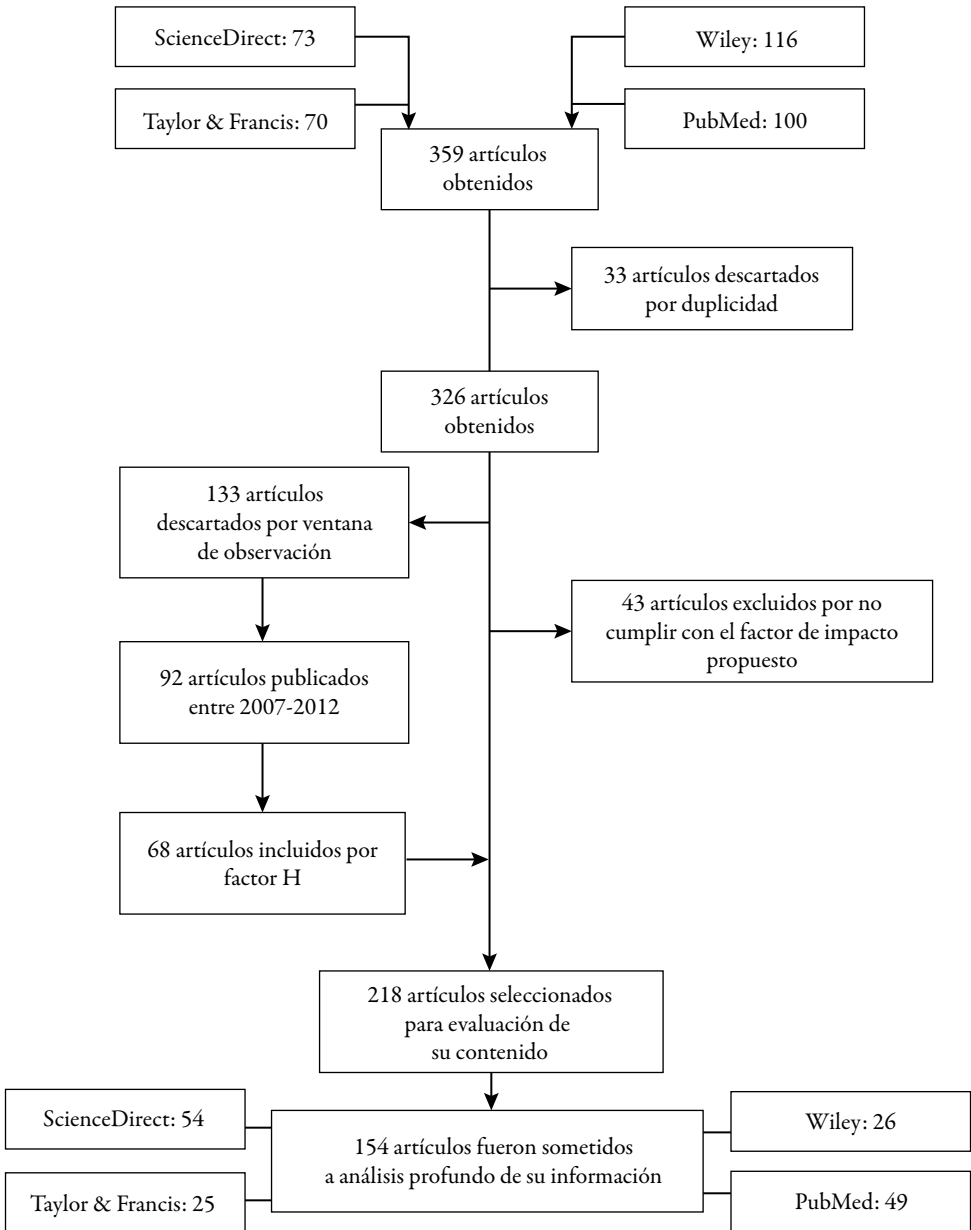 ScienceDirect: 73
Wiley: 116
Taylor & Francis: 70
PubMed: 100
359 artículos
obtenidos
33 artículos descartados
por duplicidad
326 artículos
obtenidos
133 artículos
descartados por ventana
de observación
43 artículos excluidos por no
cumplir con el factor de impacto
propuesto
92 artículos publicados
entre 2007-2012
68 artículos incluidos por
factor H
218 artículos seleccionados
para evaluación de
su contenido
ScienceDirect: 54
Wiley: 26
154 artículos fueron sometidos
a análisis profundo de su información
Taylor & Francis: 25
PubMed: 49